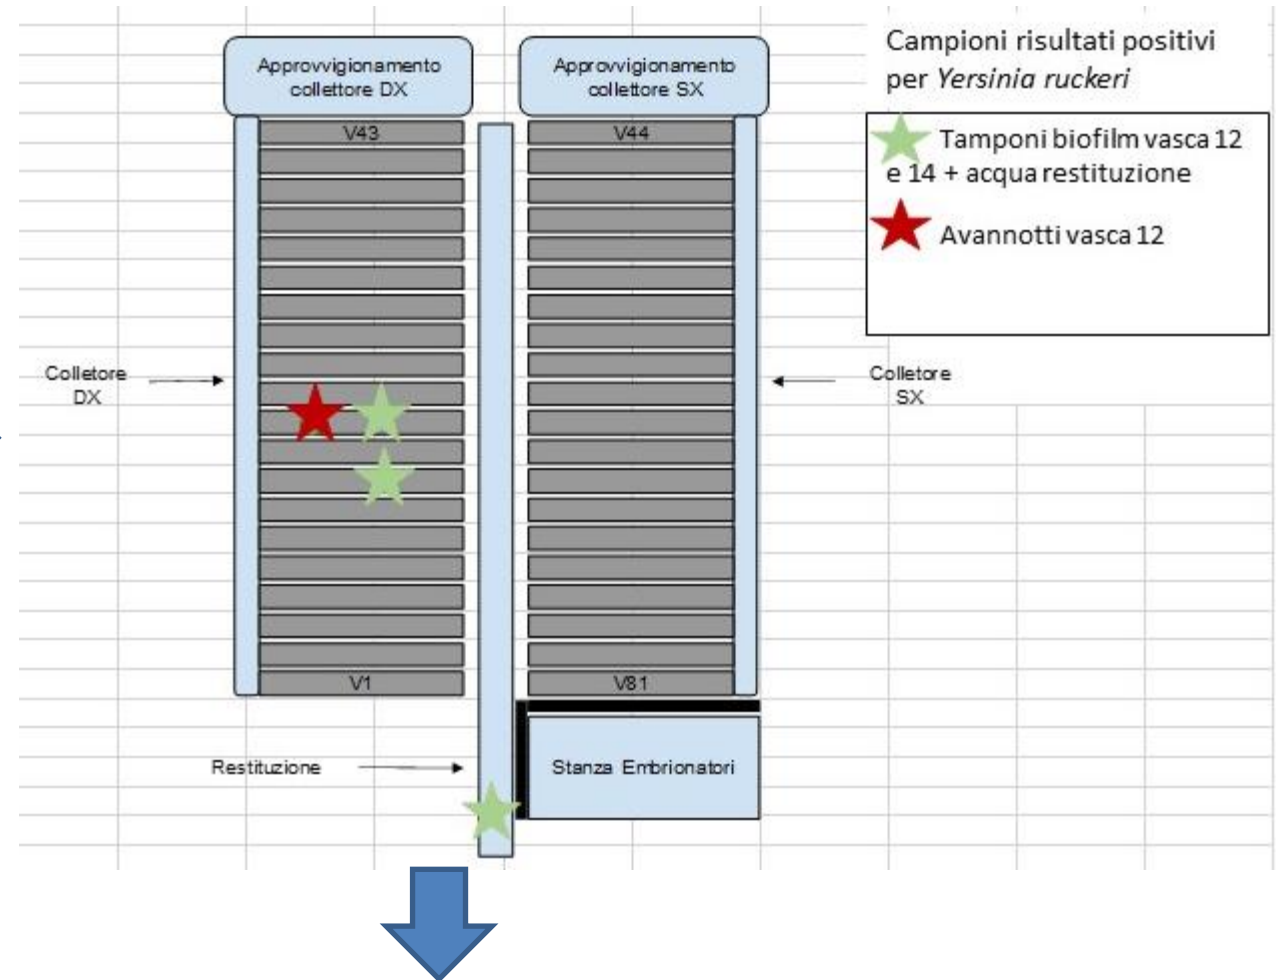 Approvvigionamento
collettore DX
Approvvigionamento
collettore SX
Campioni risultati positivi
per Yersinia ruckeri
V43
V44
Tamponi biofilm vasca 12
e 14 + acqua restituzione
Avannotti vasca 12
Colletore
DX
Colletore
SX
V1
V81
Restituzione
Stanza Embrionatori